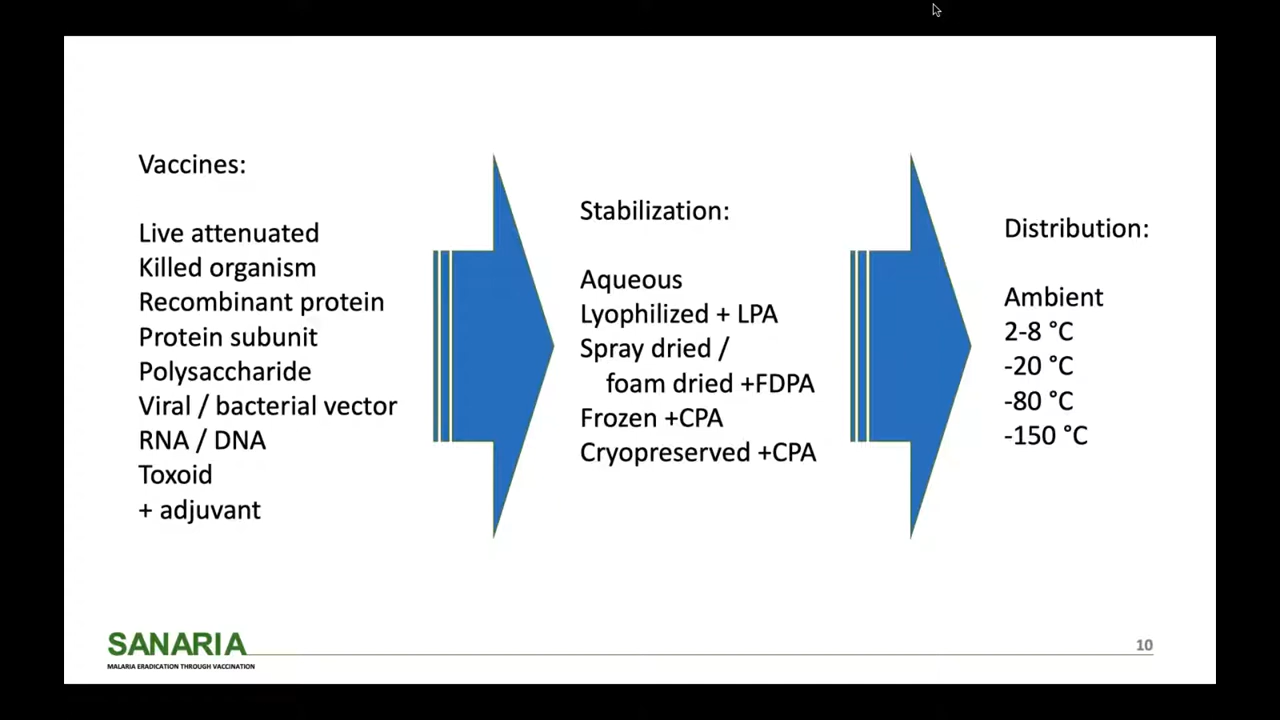 Vaccines:
Live attenuated
Killed organism
Recombinant protein
Protein subunit
Polysaccharide
Viral / bacterial vector
RNA / DNA
Toxoid
+ adjuvant
Stabilization:
Aqueous
Lyophilized + LPA
Spray dried /
foam dried +FDPA
Frozen +CPA
Cryopreserved +CPA
Distribution:
Ambient
2-8 °C
-20 °C
-80 °C
-150 °C
SANARIA
MALARIA ERADICATION THROUGH VACCINATION
10